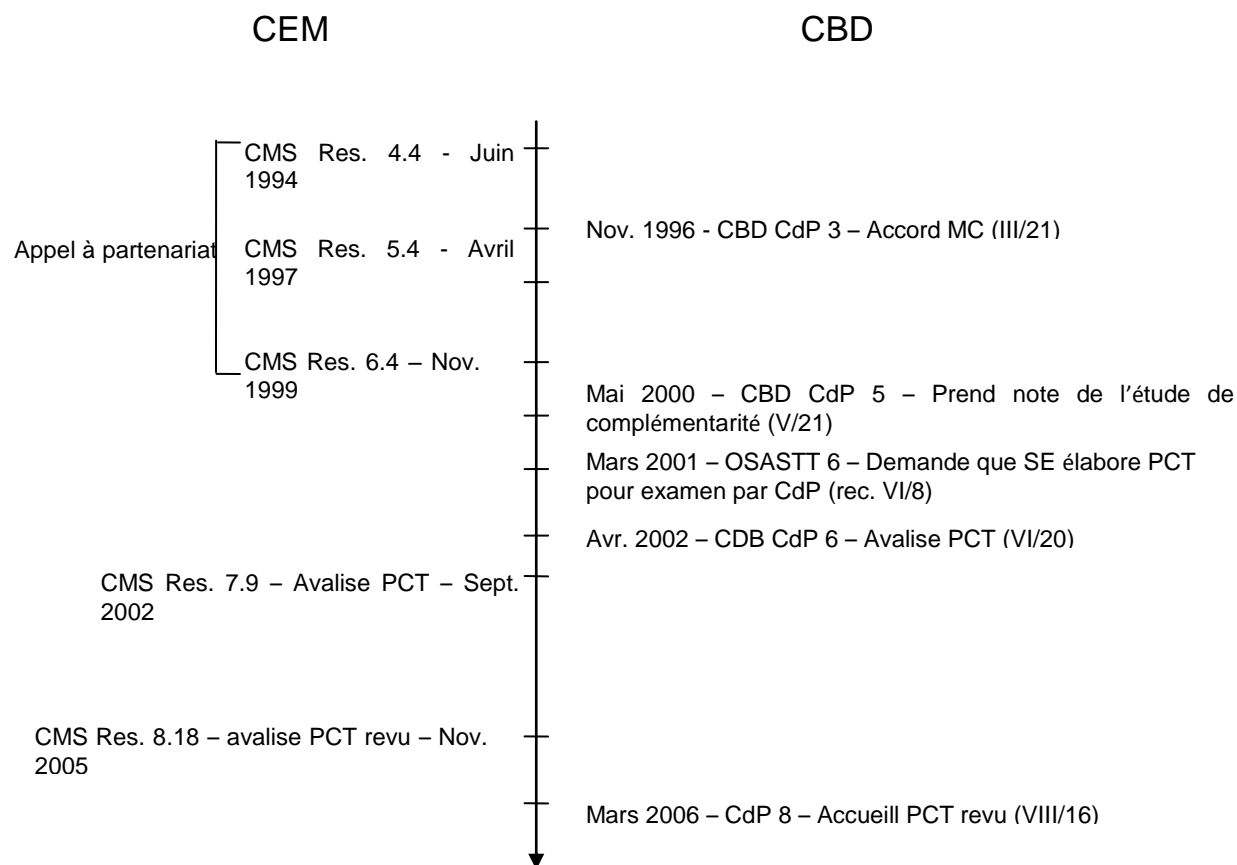 CEM
CBD
CMS Res. 4.4 - Juin
1994
Nov. 1996 - CBD CdP 3 – Accord MC (III/21)
Appel à partenariat
CMS Res. 5.4 - Avril
1997
CMS Res. 6.4 – Nov.
1999
Mai 2000 – CBD CdP 5 – Prend note de l'étude de
complémentarité (V/21)
Mars 2001 – OSASTT 6 – Demande que SE élabore PCT
pour examen par CdP (rec. VI/8)
Avr. 2002 – CDB CdP 6 – Avalise PCT (VI/20)
CMS Res. 7.9 – Avalise PCT – Sept.
2002
CMS Res. 8.18 – avalise PCT revu – Nov.
2005
Mars 2006 – CdP 8 – Accueill PCT revu (VIII/16)